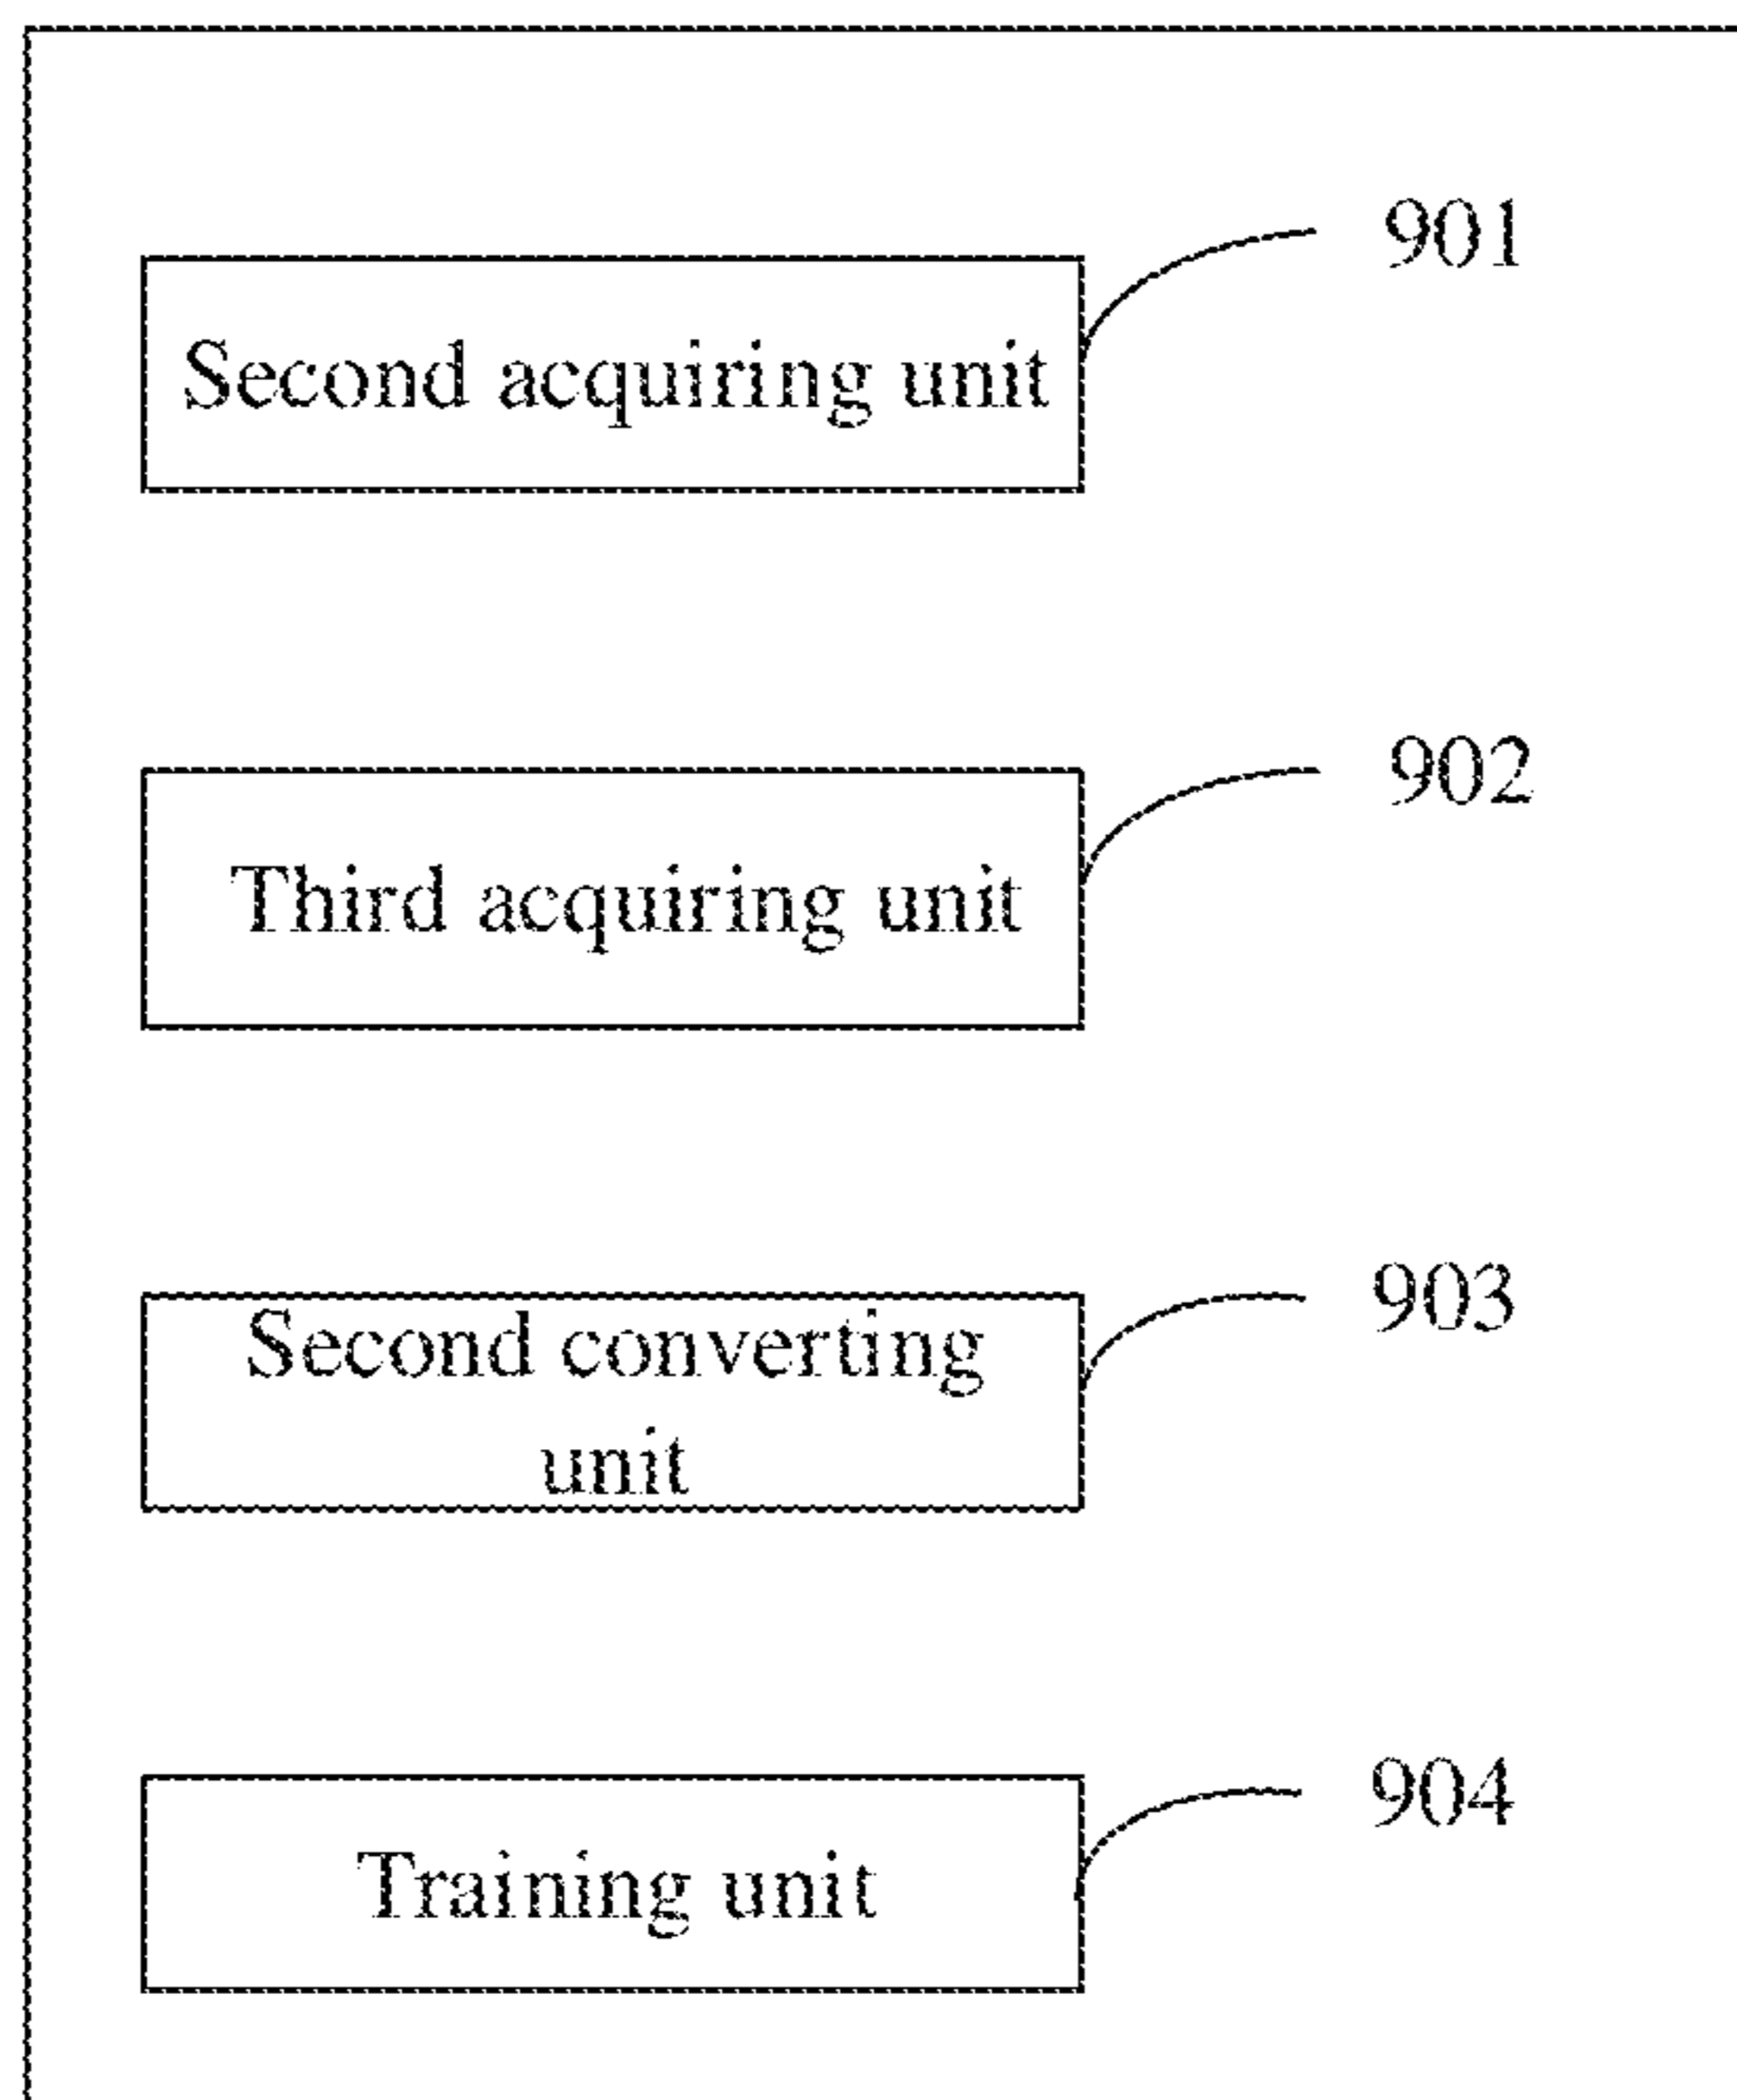 901
Second acquiring unit
902
Third acquiring unit
903
Second converting
unit
904
Training unit